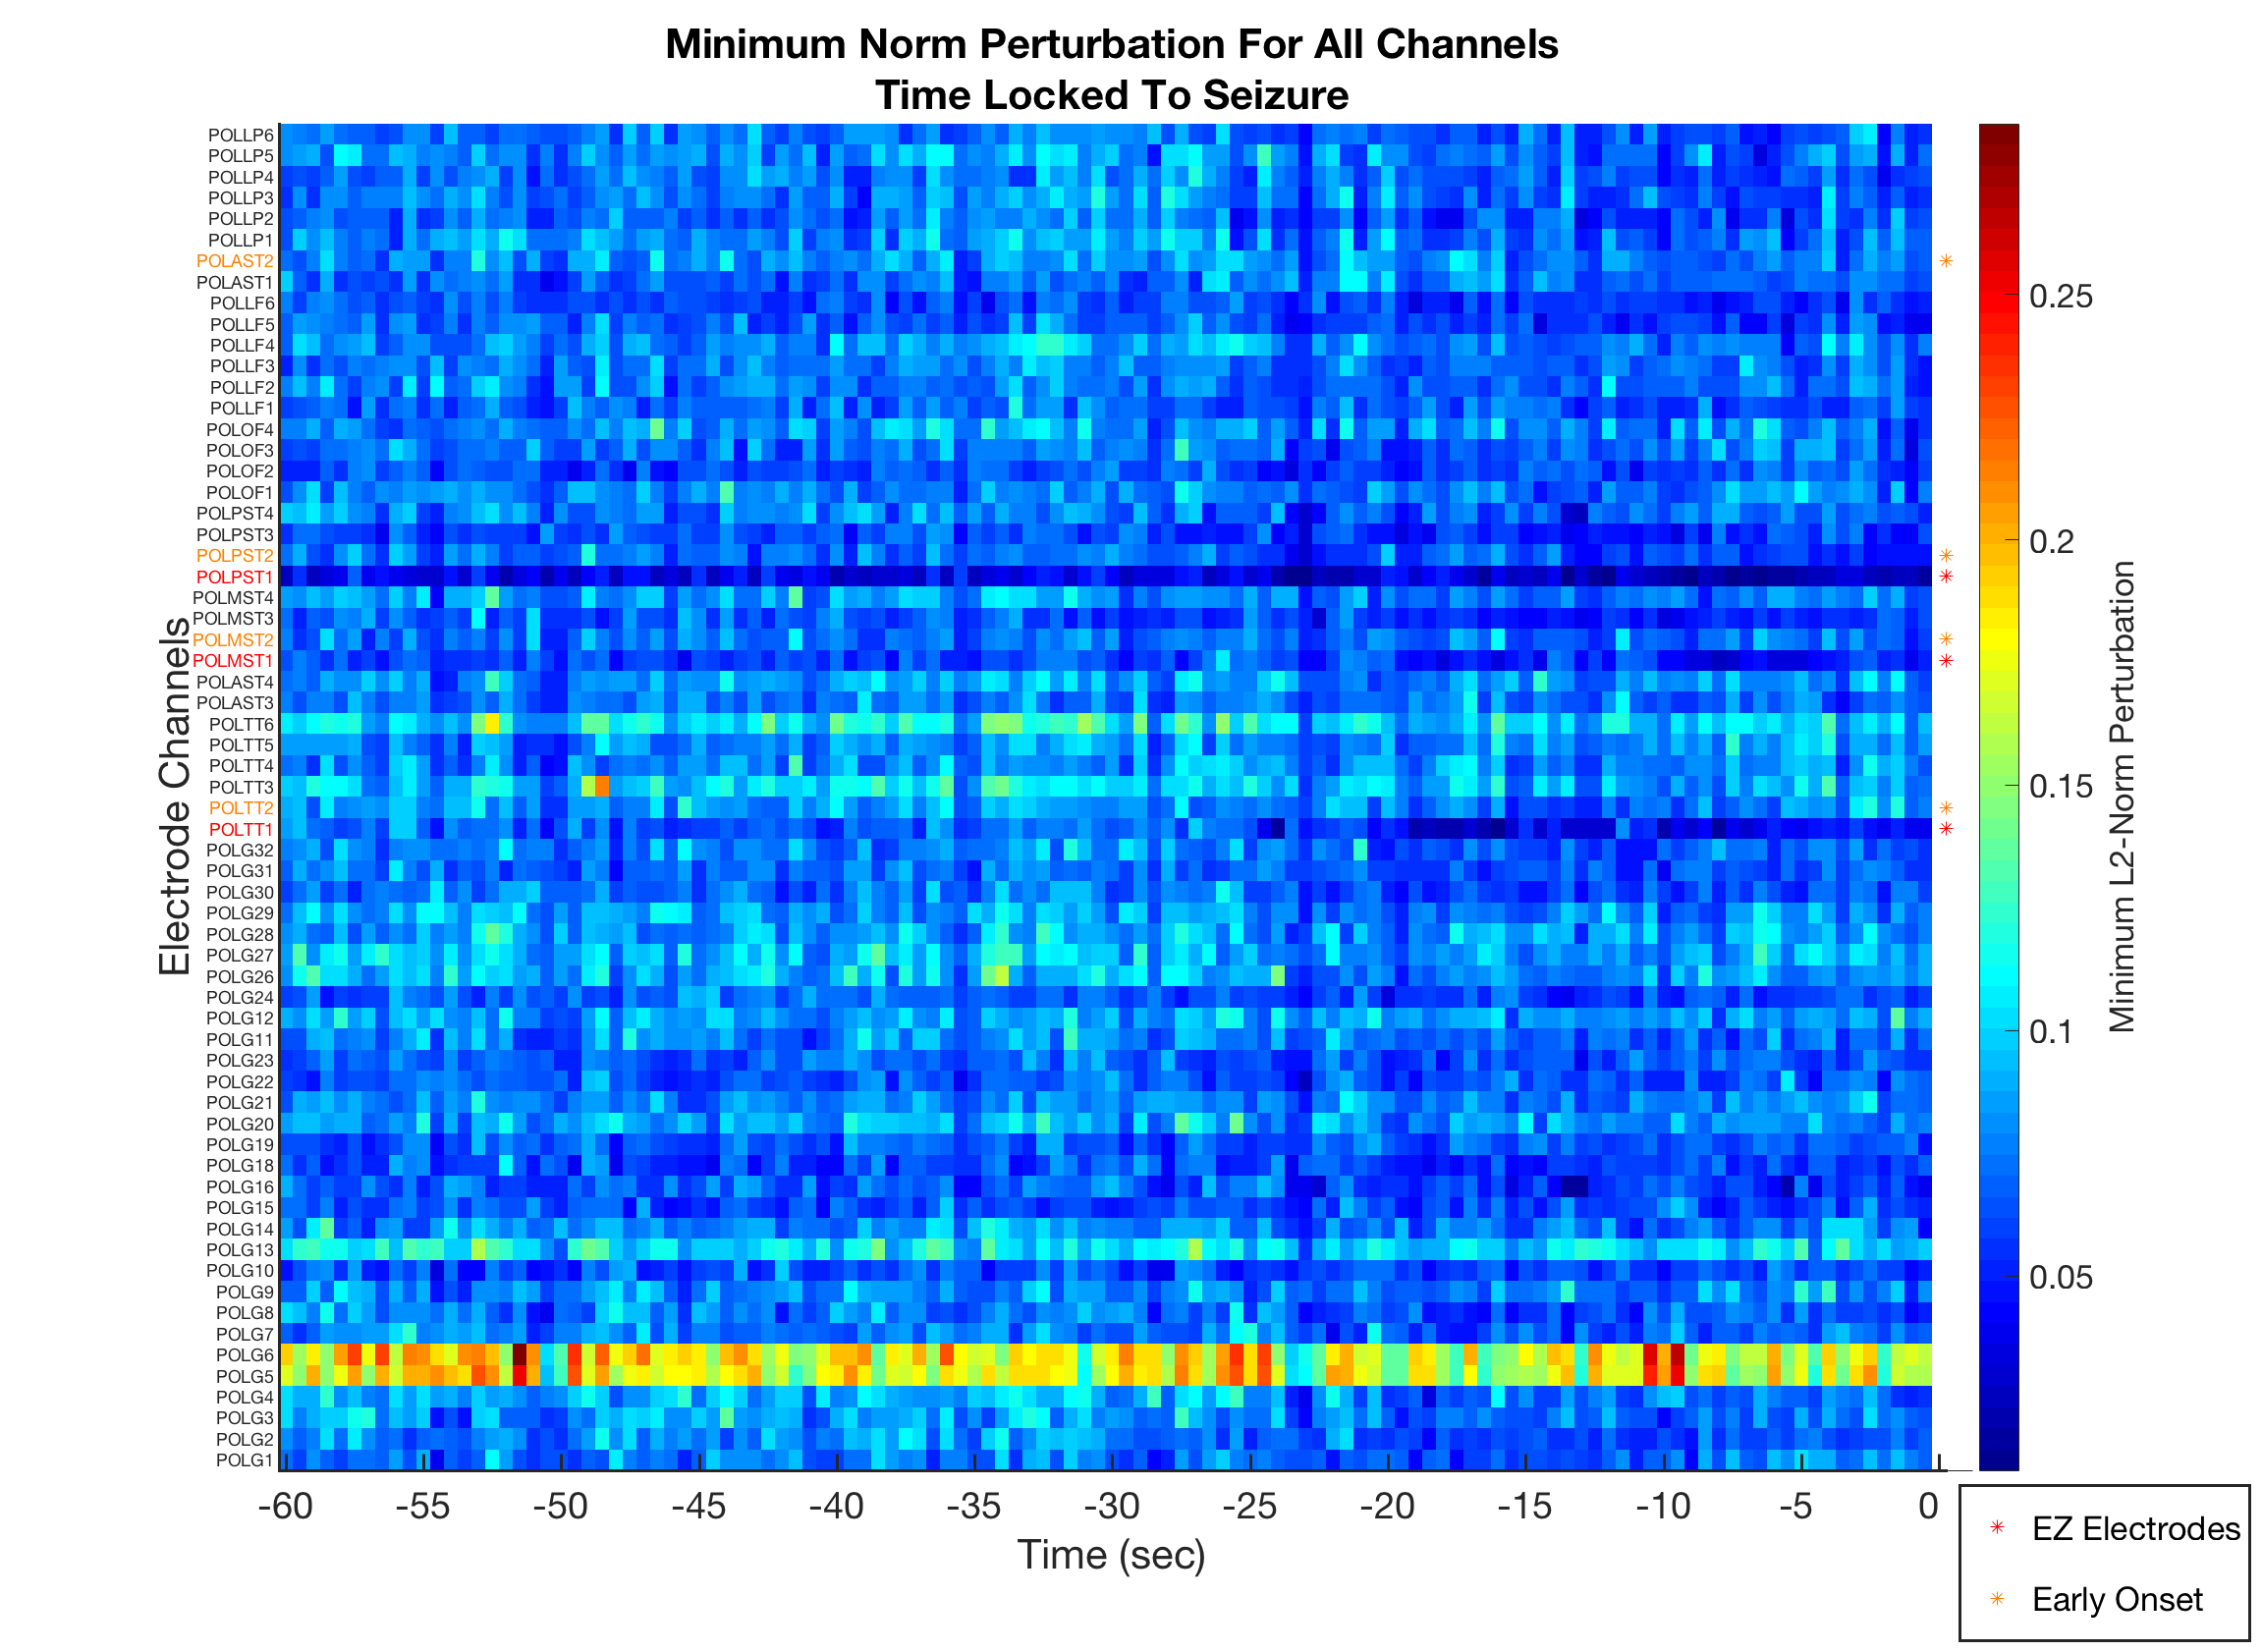 Minimum Norm Perturbation For All Channels
Time Locked To Seizure
Electrode Channels
POLLP6
POLLP5
POLLP4
POLLP3
POLLP2
POLLP1
POLAST2
POLAST1
POLLF6
POLLF5
POLLF4
POLLF3
POLLF2
POLLF1
POLOF4
POLOF3
POLOF2
POLOF1
POLPST4
POLPST3
POLPST2
POLPST1
POLMST4
POLMST3
POLMST2
POLMST1
POLAST4
POLAST3
POLTT6
POLTT5
POLTT4
POLTT3
POLTT2
POLTT1
POLG32
POLG31
POLG30
POLG29
POLG28
POLG27
POLG26
POLG24
POLG12
POLG11
POLG23
POLG22
POLG21
POLG20
POLG19
POLG18
POLG16
POLG15
POLG14
POLG13
POLG10
POLG9
POLG8
POLG7
POLG6
POLG5
POLG4
POLG3
POLG2
POLG1
-60 -55 -50 -45 -40 -35 -30 -25 -20 -15 -10 -5 0
Time (sec)
0.25
0.2
0.15
0.1
0.05
Minimum L2-Norm Perturbation
EZ Electrodes
Early Onset